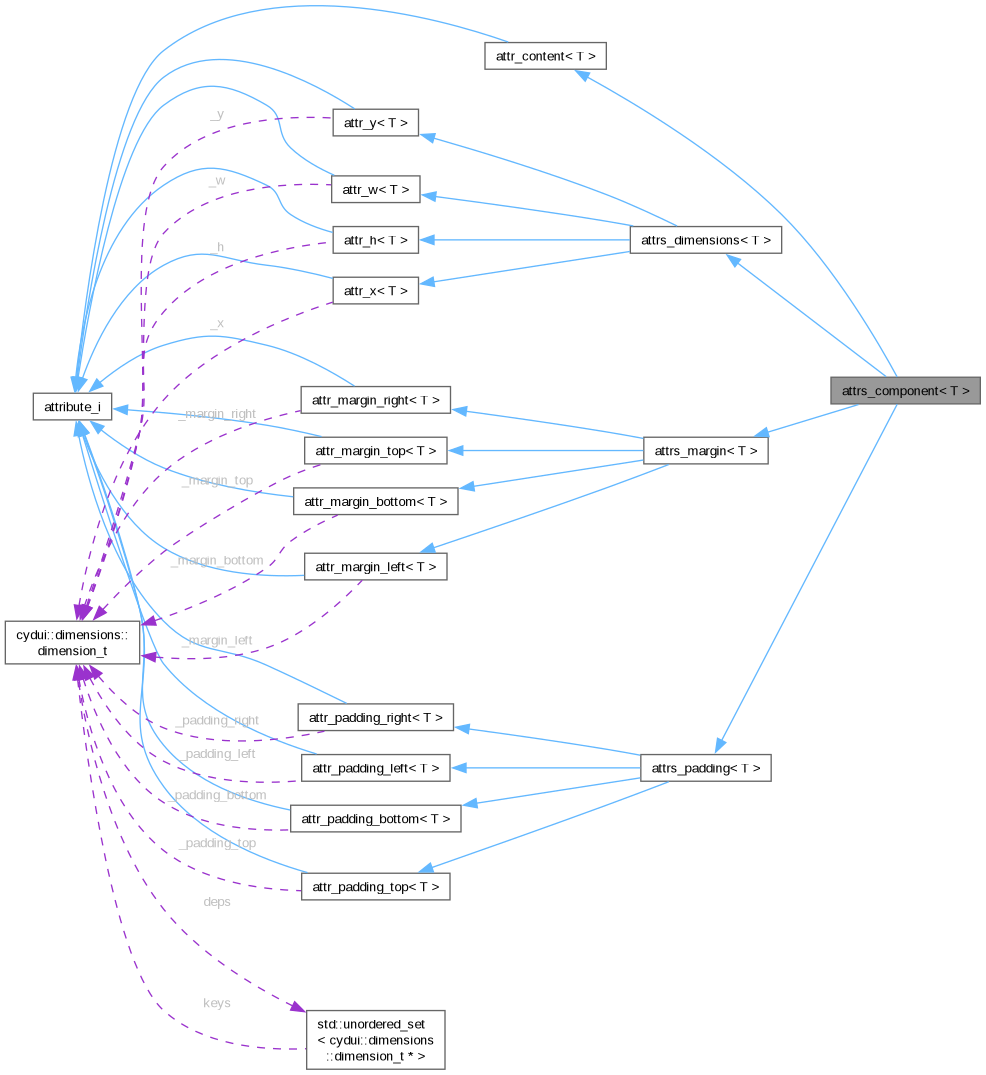 attr_content< T >
attr_y< T >
_y
attr_w< T >
_w
attr_h< T >
attrs_dimensions< T >
_h
attr_x< T >
_x
attrs_component< T >
attr_margin_right< T >
attribute_i
_margin_right
attr_margin_top< T >
attrs_margin< T >
_margin_top
attr_margin_bottom< T >
_margin_bottom
attr_margin_left< T >
cydui::dimensions::
dimension_t
_margin_left
attr_padding_right< T >
_padding_right
_padding_left
attr_padding_left< T >
attrs_padding< T >
_padding_bottom
attr_padding_bottom< T >
_padding_top
attr_padding_top< T >
deps
keys
std::unordered_set
< cydui::dimensions
::dimension_t * >